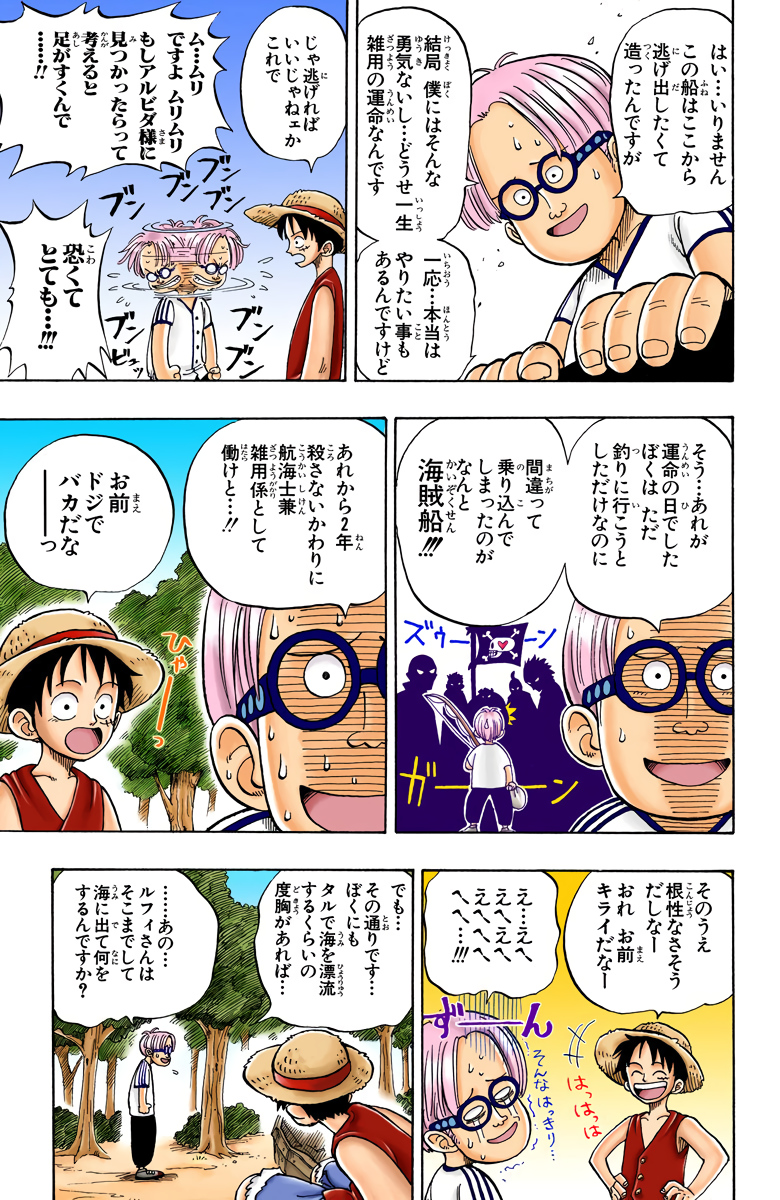 はい…いりません
この船はここから
逃げ出したくて
造ったんですが
結局 僕にはそんな
勇気ないし…どうせ一生
雑用の運命なんです
一応…本当は
やりたい事も
あるんですけど
じゃ逃げれば
いいじゃねェか
これで
ム…ムリ
ですよ ムリムリ
もしアルビダ様に
見つかったらって
考えると
足がすくんで
……!!
恐くて
とても…!!!
ブン
ブン
ブン
ブン
ブン
ブン
ビュッ
そう…あれが
運命の日でした
ぼくは ただ
釣りに行こうと
しただけなのに
間違って
乗り込んで
しまったのが
なんと
海賊船!!!
ズゥーーン
ガーーーン
あれから2年
殺さないかわりに
航海士兼
雑用係として
働けと…!!
お前
ドジで
バカだな
――っ
ひゃーーっ
そのうえ
根性なさそう
だしなー
おれ お前
キライだなー
え…えへ
えへえへ
へ…へ…
へ…!!!
ずーーん
そんなはっきり…
はっはっは
でも…
その通りです…
ぼくにも
タルで海を漂流
するくらいの
度胸があれば…
……あの…
ルフィさんは
そこまでして
海に出て何を
するんですか?